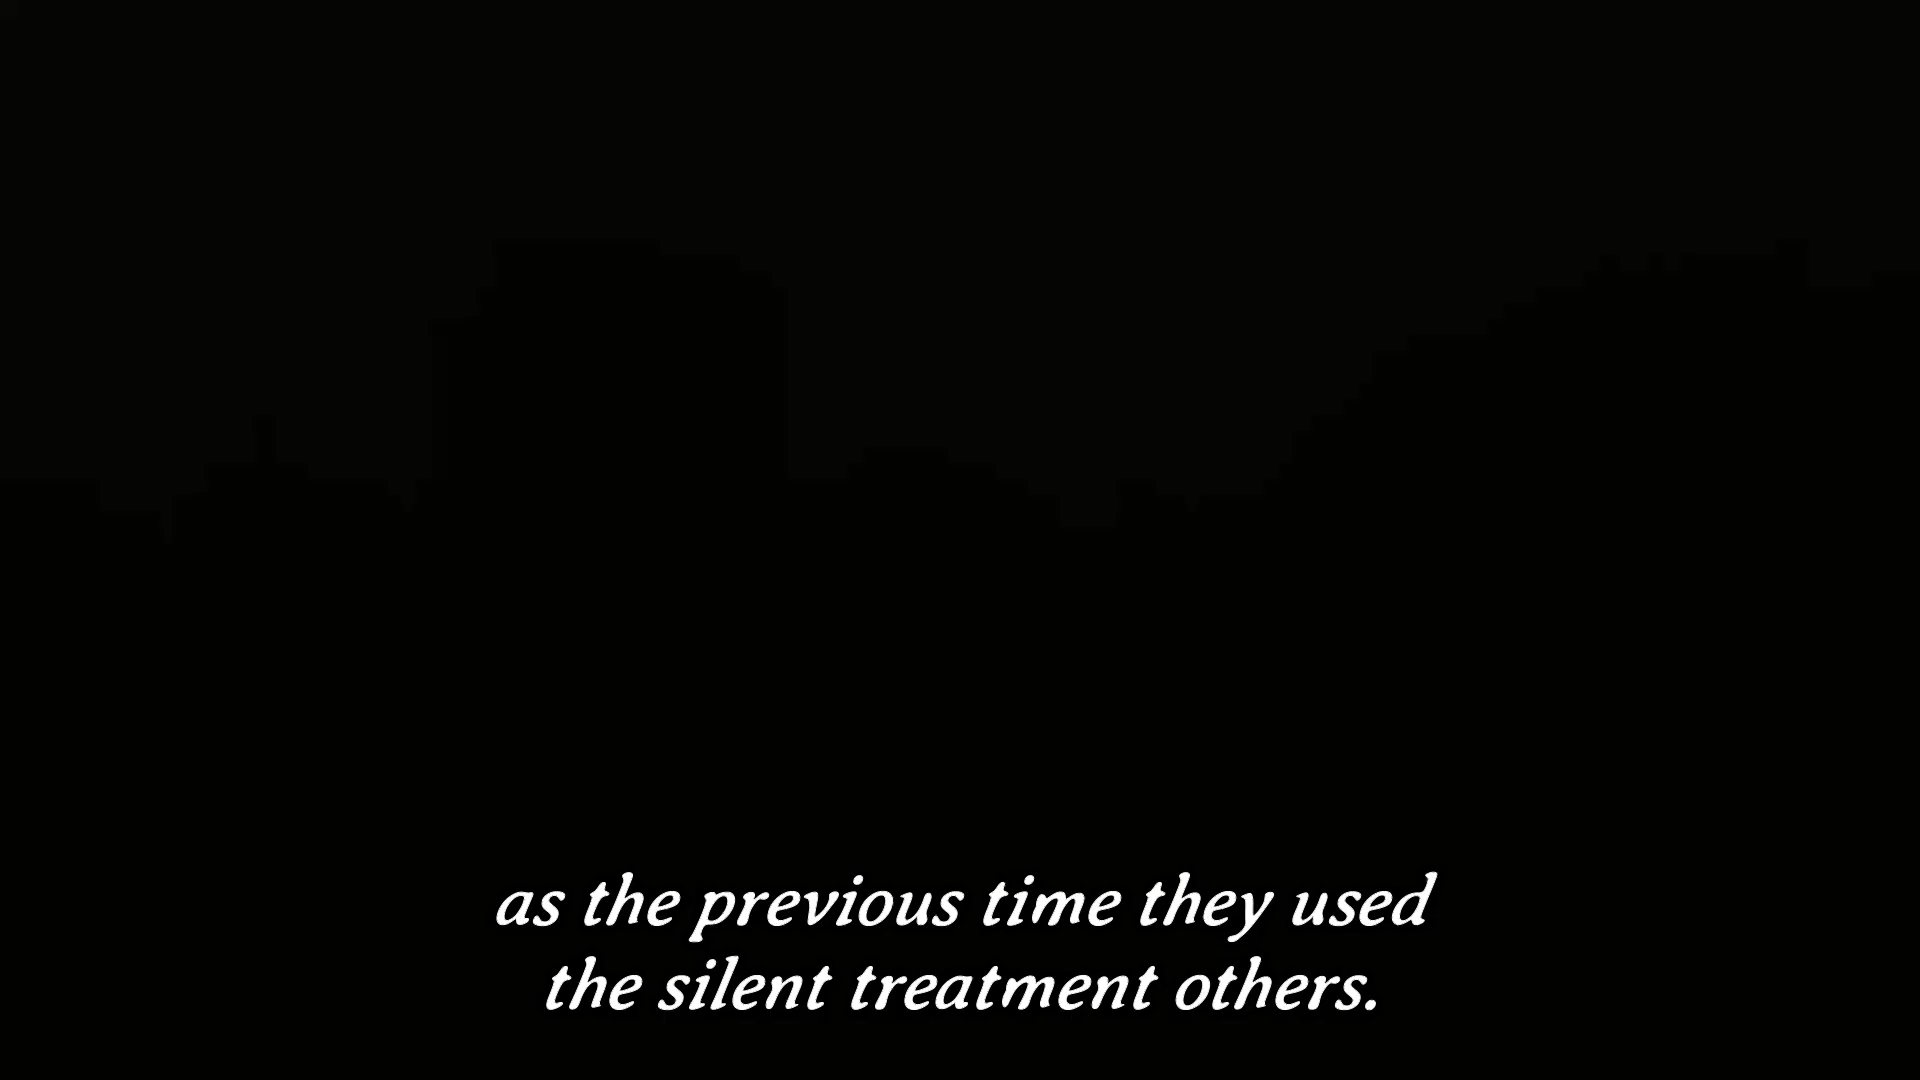 as the previous time they used
the silent treatment others.